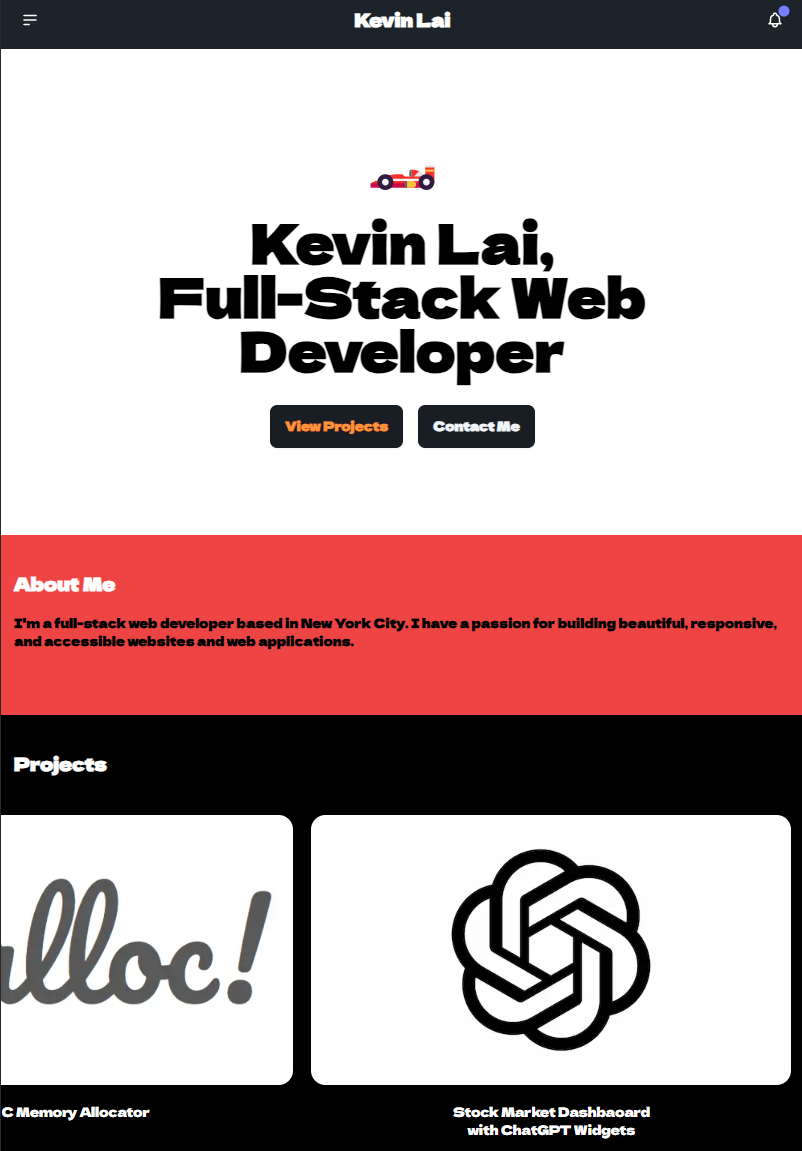 Kevin Lai
Kevin Lai,
Full-Stack Web
Developer
View Projects
Contact Me
About Me
I'm a full-stack web developer based in New York City. I have a passion for building beautiful, responsive,
and accessible websites and web applications.
Projects
alloc!
C Memory Allocator
Stock Market Dashbaoard
with ChatGPT Widgets